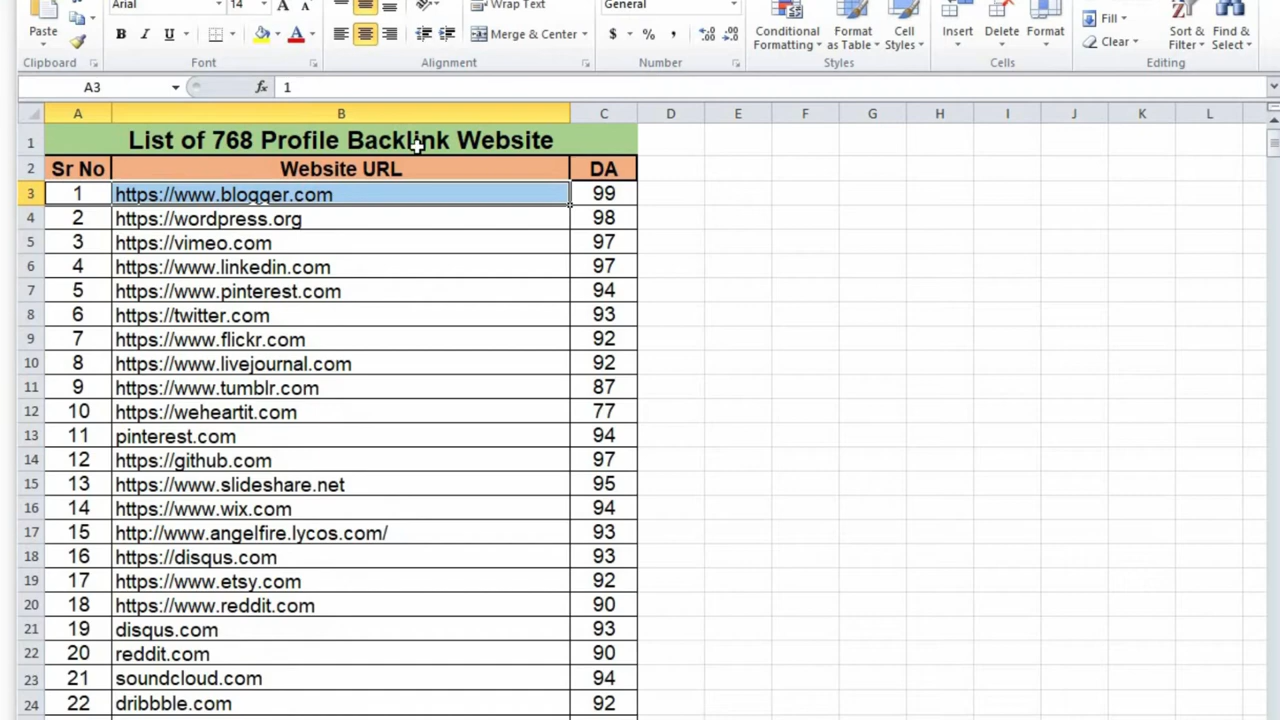 Arial 14 A A Wrap Text General
Paste B I U A Merge & Center $ % , .00 .0 Conditional Formatting Format as Table Cell Styles Insert Delete Format Fill Clear Sort & Filter Find & Select
Clipboard Font Alignment Number Styles Cells Editing
A3 fx 1
A B C D E F G H I J K L
1 List of 768 Profile Backlink Website
2 Sr No Website URL DA
3 1 https://www.blogger.com 99
4 2 https://wordpress.org 98
5 3 https://vimeo.com 97
6 4 https://www.linkedin.com 97
7 5 https://www.pinterest.com 94
8 6 https://twitter.com 93
9 7 https://www.flickr.com 92
10 8 https://www.livejournal.com 92
11 9 https://www.tumblr.com 87
12 10 https://weheartit.com 77
13 11 pinterest.com 94
14 12 https://github.com 97
15 13 https://www.slideshare.net 95
16 14 https://www.wix.com 94
17 15 http://www.angelfire.lycos.com/ 93
18 16 https://disqus.com 93
19 17 https://www.etsy.com 92
20 18 https://www.reddit.com 90
21 19 disqus.com 93
22 20 reddit.com 90
23 21 soundcloud.com 94
24 22 dribbble.com 92